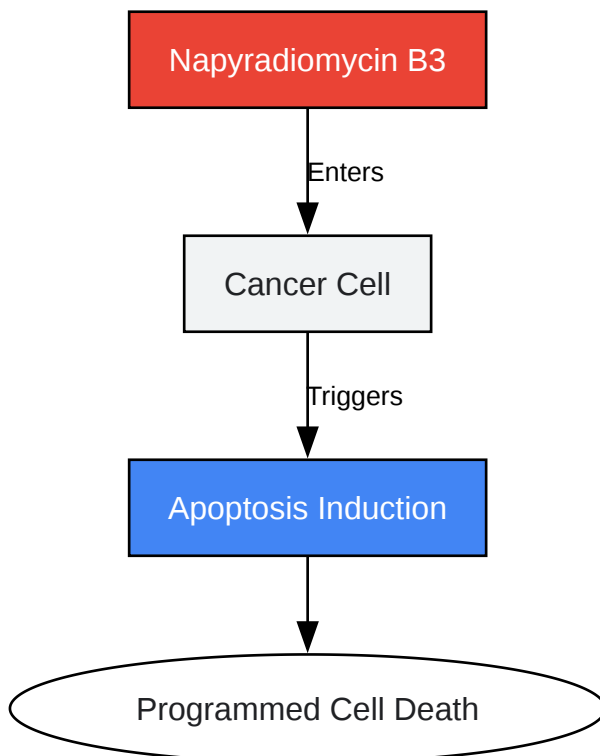 Napyradiomycin B3
Enters
Cancer Cell
Triggers
Apoptosis Induction
Programmed Cell Death